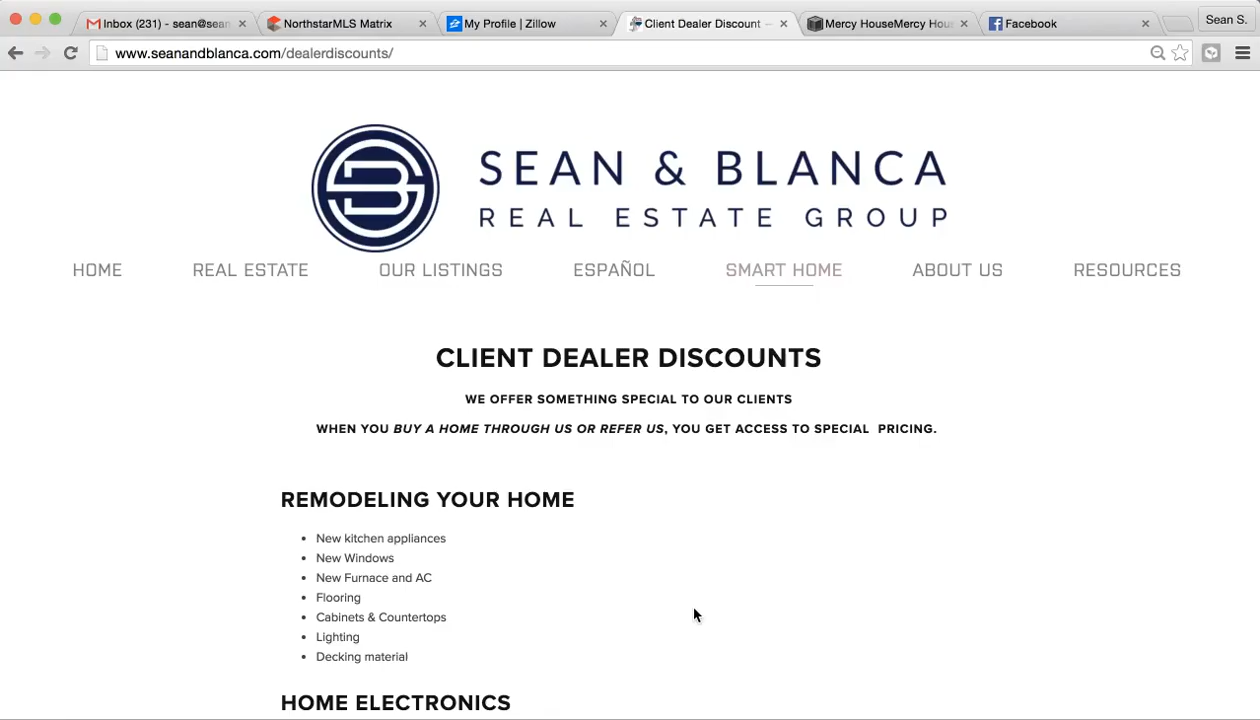 Inbox (231) - sean@sean
NorthstarMLS Matrix
My Profile | Zillow
Client Dealer Discount —
Mercy HouseMercy Hou
Facebook
Sean S.
www.seanandblanca.com/dealerdiscounts/
SEAN & BLANCA
REAL ESTATE GROUP
HOME
REAL ESTATE
OUR LISTINGS
ESPAÑOL
SMART HOME
ABOUT US
RESOURCES
CLIENT DEALER DISCOUNTS
WE OFFER SOMETHING SPECIAL TO OUR CLIENTS
WHEN YOU BUY A HOME THROUGH US OR REFER US, YOU GET ACCESS TO SPECIAL PRICING.
REMODELING YOUR HOME
• New kitchen appliances
• New Windows
• New Furnace and AC
• Flooring
• Cabinets & Countertops
• Lighting
• Decking material
HOME ELECTRONICS